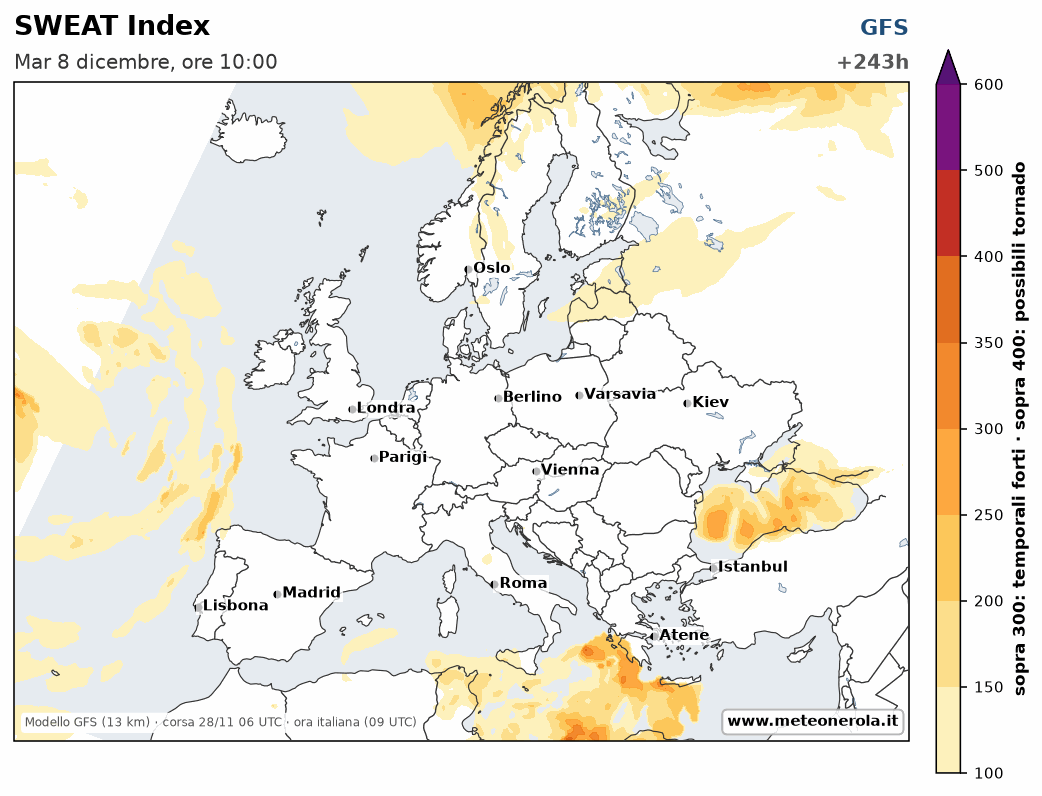 SWEAT Index
GFS
Mar 8 dicembre, ore 10:00
+243h
600
500
400
350
300
250
200
150
100
sopra 300: temporali forti · sopra 400: possibili tornado
Oslo
Berlino
Varsavia
Londra
Kiev
Parigi
Vienna
Istanbul
Roma
Madrid
Lisbona
Atene
Modello GFS (13 km) · corsa 28/11 06 UTC · ora italiana (09 UTC)
www.meteonerola.it